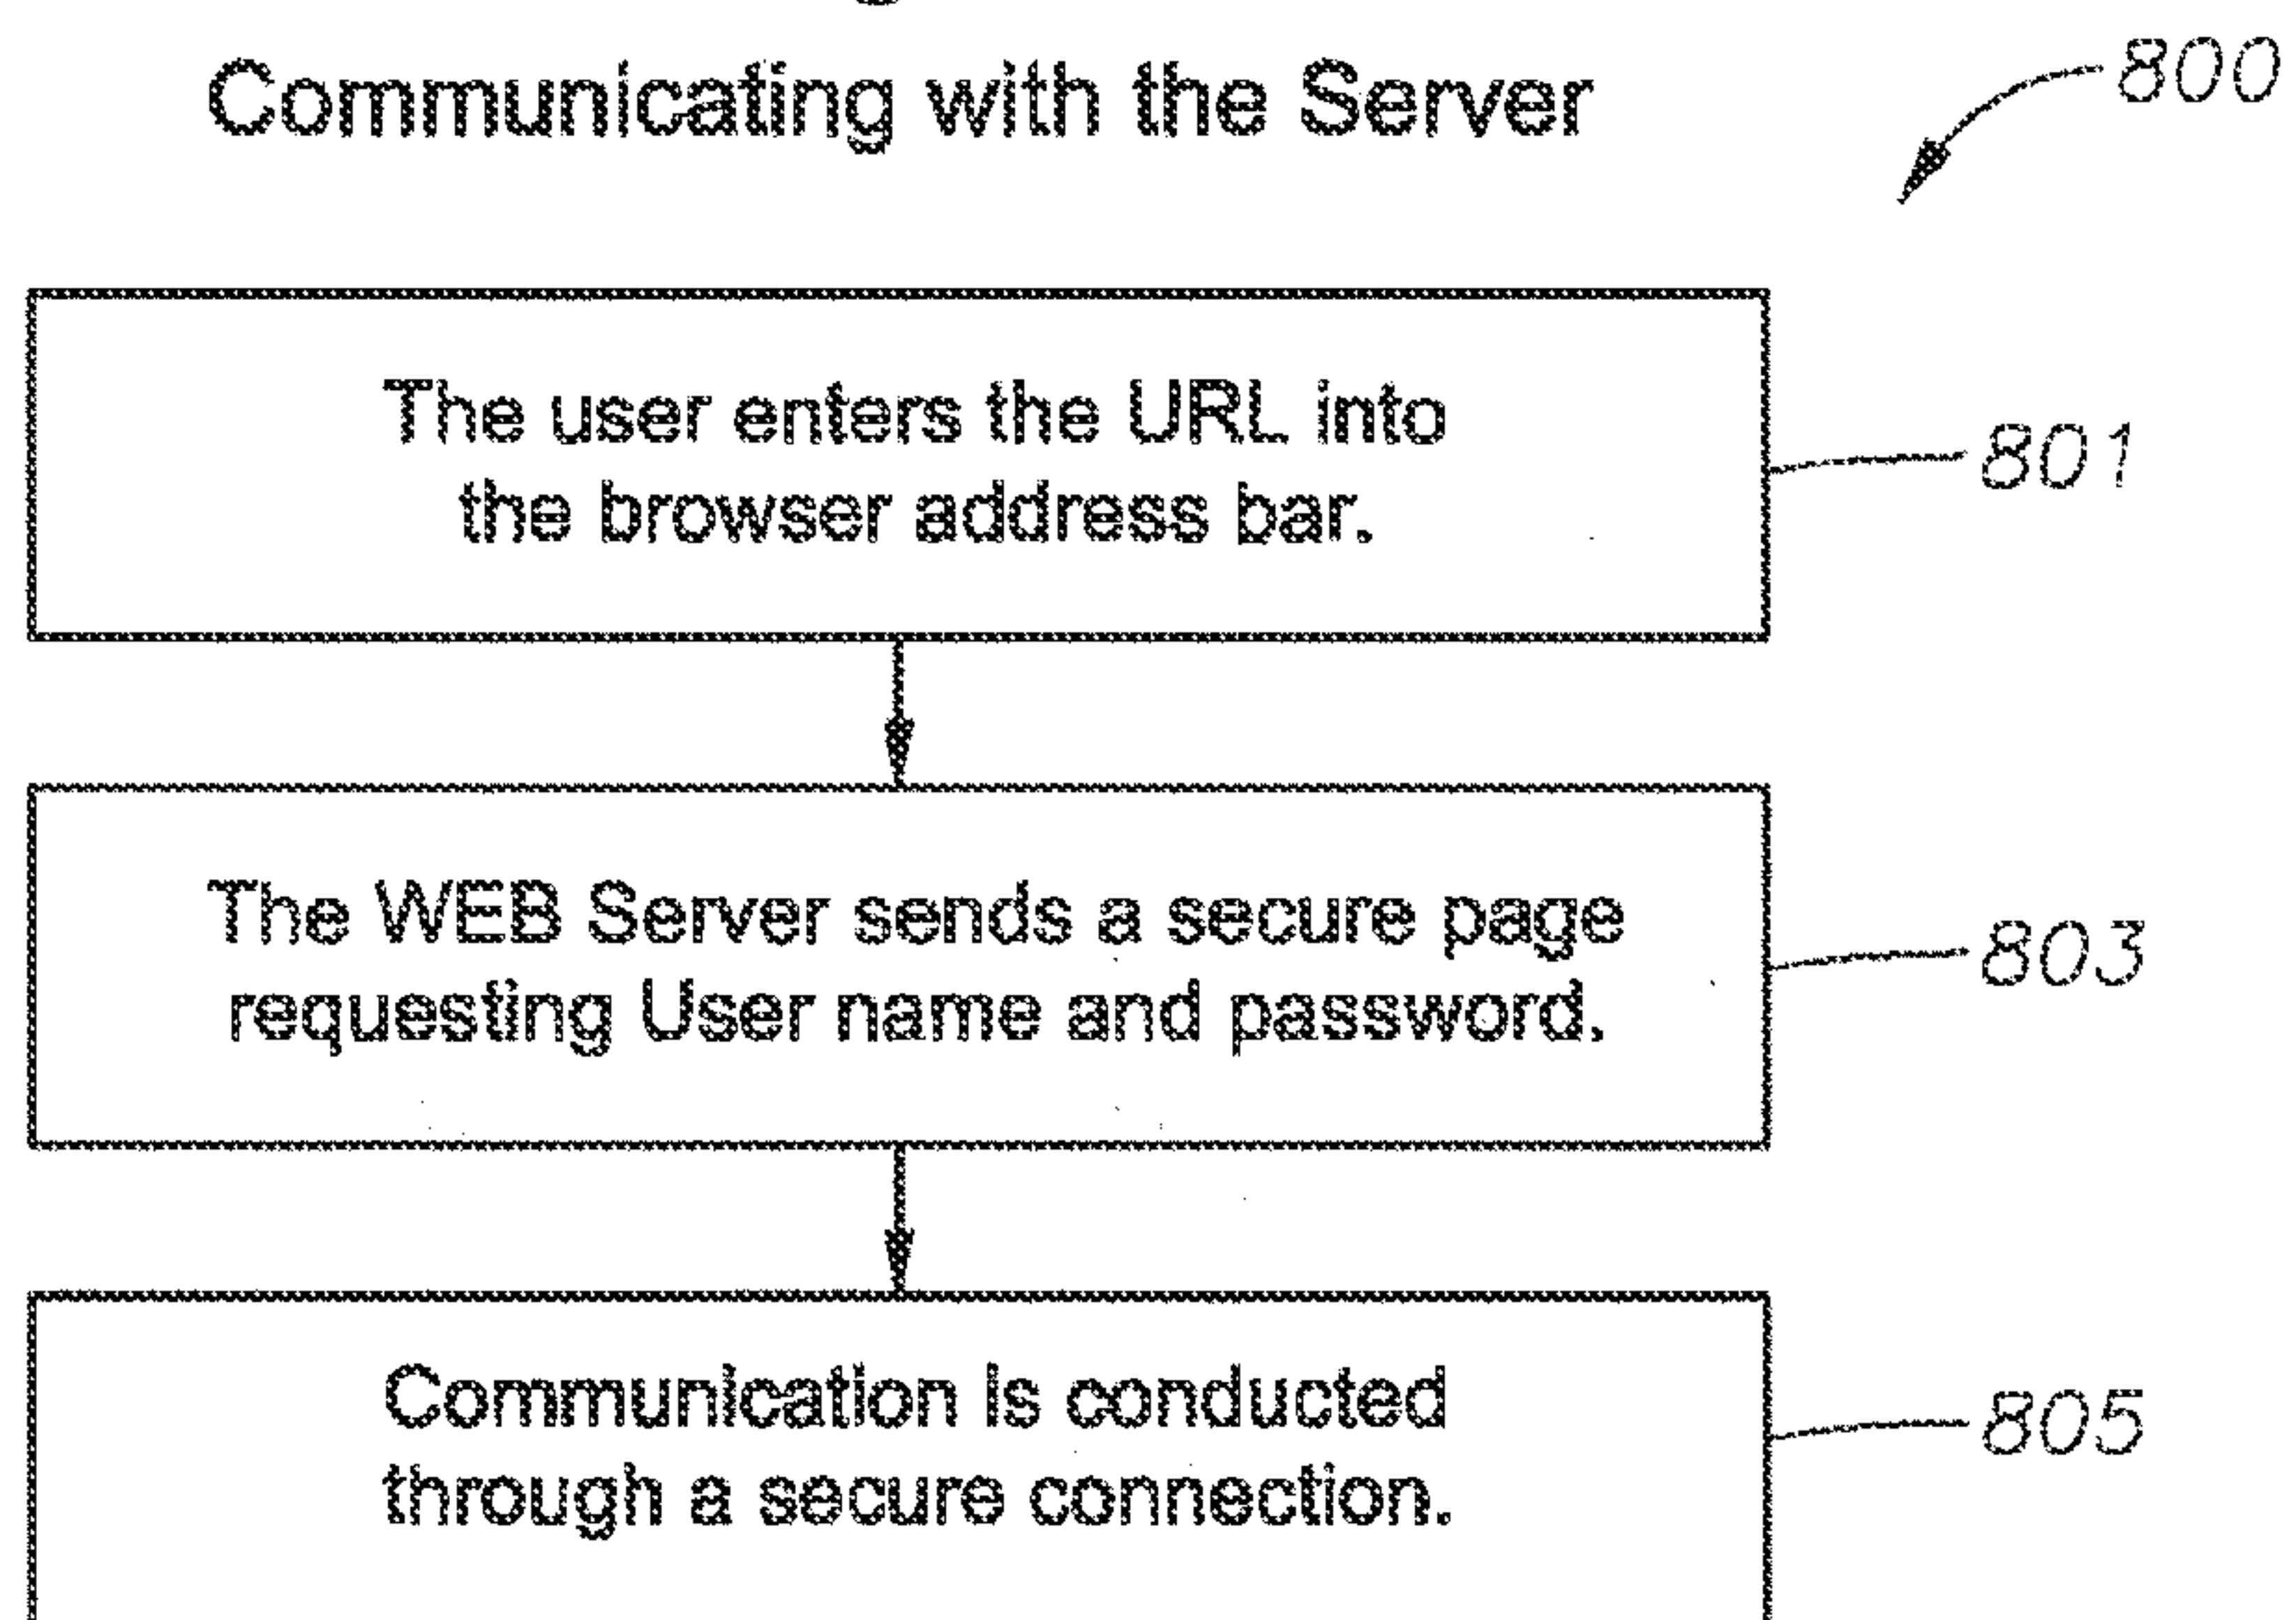 Communicating with the Server
800
The user enters the URL into
the browser address bar.
801
The WEB Server sends a secure page
requesting User name and password.
803
Communication is conducted
through a secure connection.
805